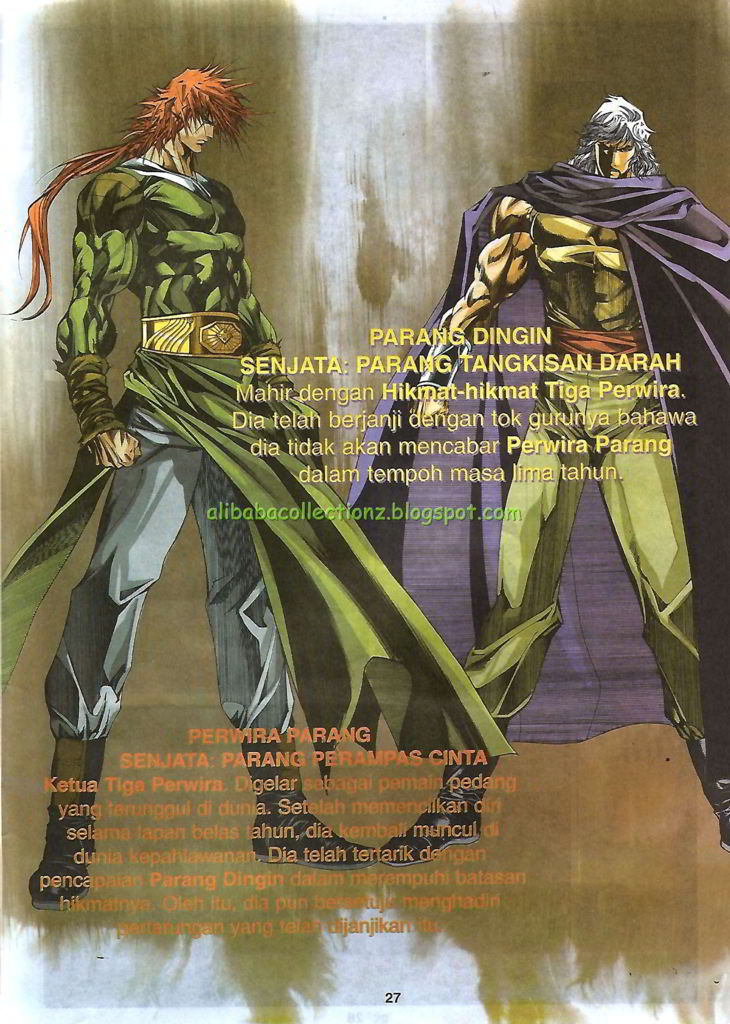 PARANG DINGIN
SENJATA: PARANG TANGKISAN DARAH
Mahir dengan Hikmat-hikmat Tiga Perwira.
Dia telah berjanji dengan tok gurunya bahawa
dia tidak akan mencabar Perwira Parang
dalam tempoh masa lima tahun.
alibabacollectionz.blogspot.com
PERWIRA PARANG
SENJATA: PARANG PERAMPAS CINTA
Ketua Tiga Perwira. Digelar sebagai pemain pedang
yang terunggul di dunia. Setelah memencilkan diri
selama lapan belas tahun, dia kembali muncul di
dunia kepahlawanan. Dia telah tertarik dengan
pencapaian Parang Dingin dalam merempuhi batasan
hikmatnya. Oleh itu, dia pun bersetuju menghadiri
pertarungan yang telah dijanjikan itu.
27